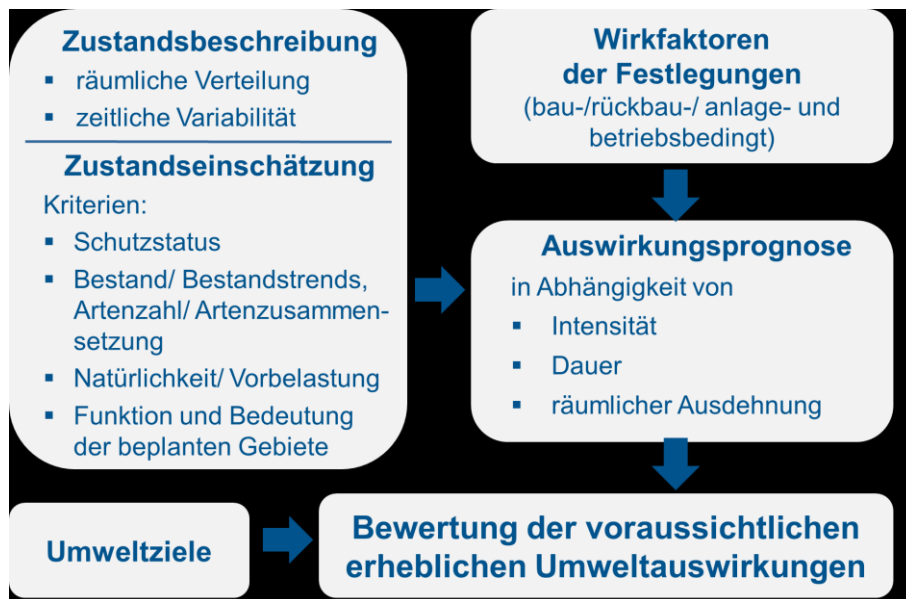 Zustandsbeschreibung
▪ räumliche Verteilung
▪ zeitliche Variabilität
Zustandseinschätzung
Kriterien:
▪ Schutzstatus
▪ Bestand/ Bestandstrends,
Artenzahl/ Artenzusammen-
setzung
▪ Natürlichkeit/ Vorbelastung
▪ Funktion und Bedeutung
der beplanten Gebiete
Wirkfaktoren
der Festlegungen
(bau-/rückbau-/ anlage- und
betriebsbedingt)
Auswirkungsprognose
in Abhängigkeit von
▪ Intensität
▪ Dauer
▪ räumlicher Ausdehnung
Umweltziele
Bewertung der voraussichtlichen
erheblichen Umweltauswirkungen